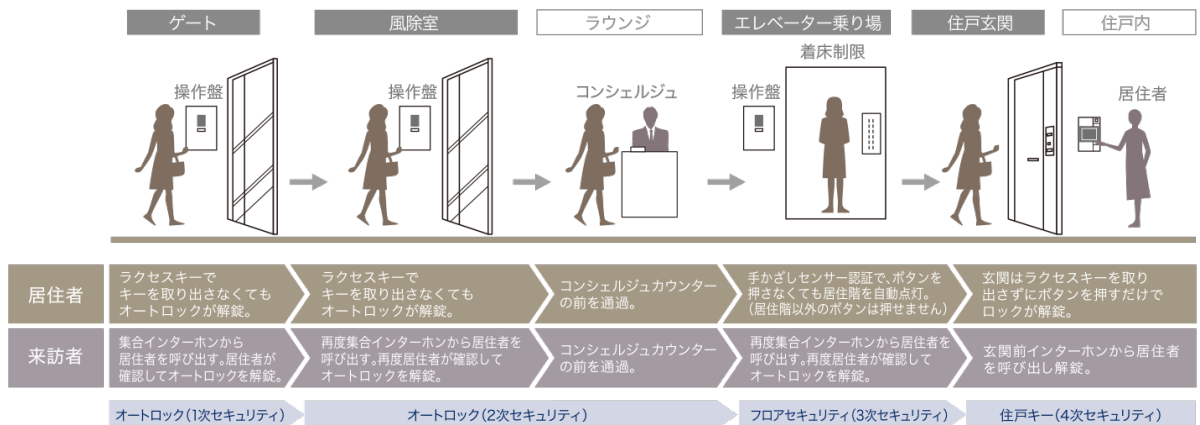 ゲート
風除室
ラウンジ
エレベーター乗り場
住戸玄関
住戸内
着床制限
操作盤
操作盤
コンシェルジュ
操作盤
居住者
居住者
ラクセスキーで
キーを取り出さなくても
オートロックが解錠。
ラクセスキーで
キーを取り出さなくても
オートロックが解錠。
コンシェルジュカウンター
の前を通過。
手かざしセンサー認証で、ボタンを
押さなくても居住階を自動点灯。
(居住階以外のボタンは押せません)
玄関はラクセスキーを取り
出さずにボタンを押すだけで
ロックが解錠。
来訪者
集合インターホンから
居住者を呼び出す。居住者が
確認してオートロックを解錠。
再度集合インターホンから居住者を
呼び出す。再度居住者が確認して
オートロックを解錠。
コンシェルジュカウンター
の前を通過。
再度集合インターホンから居住者を
呼び出す。再度居住者が確認して
オートロックを解錠。
玄関前インターホンから居住者
を呼び出し解錠。
オートロック(1次セキュリティ)
オートロック(2次セキュリティ)
フロアセキュリティ(3次セキュリティ)
住戸キー(4次セキュリティ)